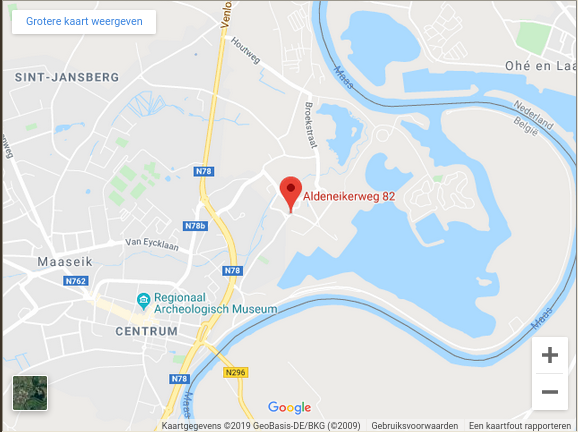 Grotere kaart weergeven
Venlo
Houtweg
Maas
Ohé en Laa
SINT-JANSBERG
Nederland
België
Broekstraat
N78
Aldeneikerweg 82
N78b
Van Eycklaan
Maaseik
N78
N762
Regionaal
Archeologisch Museum
Maas
CENTRUM
N296
N78
Maas
Google
Kaartgegevens ©2019 GeoBasis-DE/BKG (©2009) Gebruiksvoorwaarden Een kaartfout rapporteren